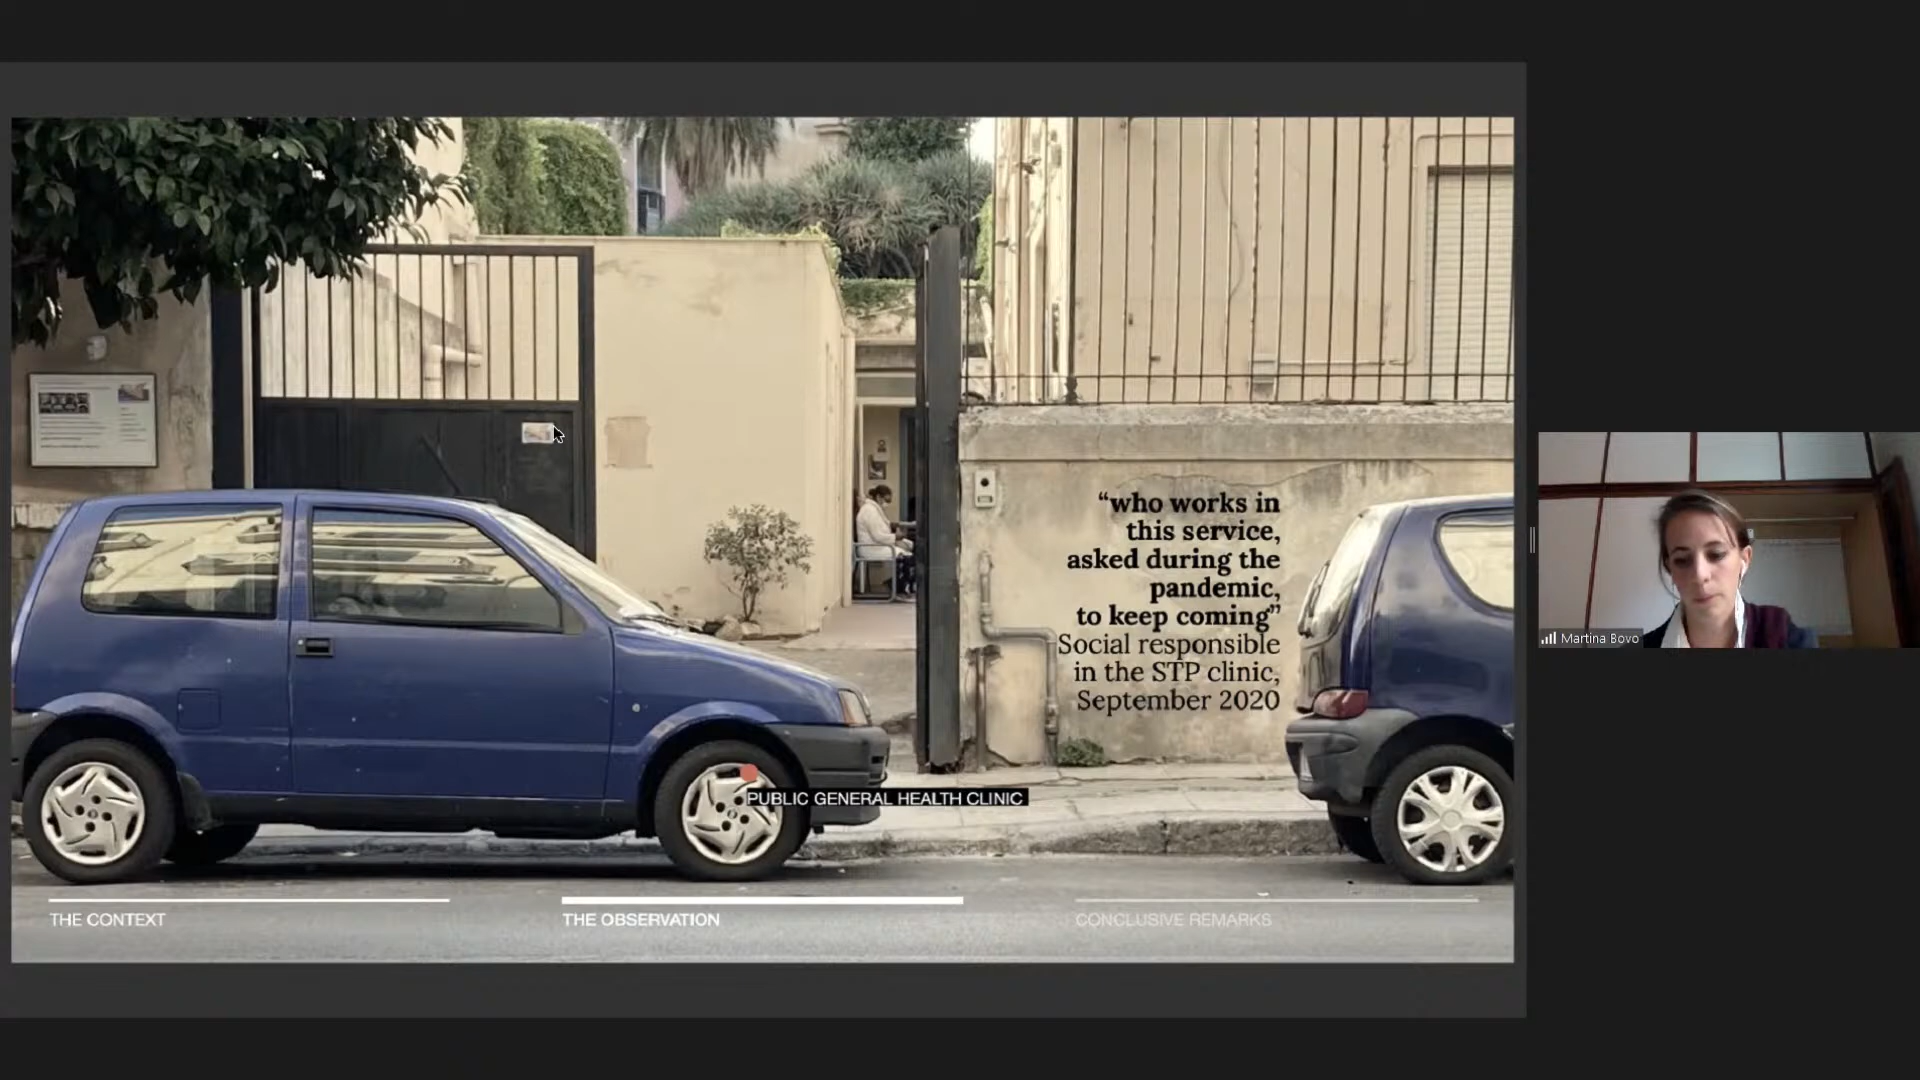 “who works in
this service,
asked during the
pandemic,
to keep coming”
Social responsible
in the STP clinic,
September 2020
Martina Bovo
PUBLIC GENERAL HEALTH CLINIC
THE CONTEXT
THE OBSERVATION
CONCLUSIVE REMARKS